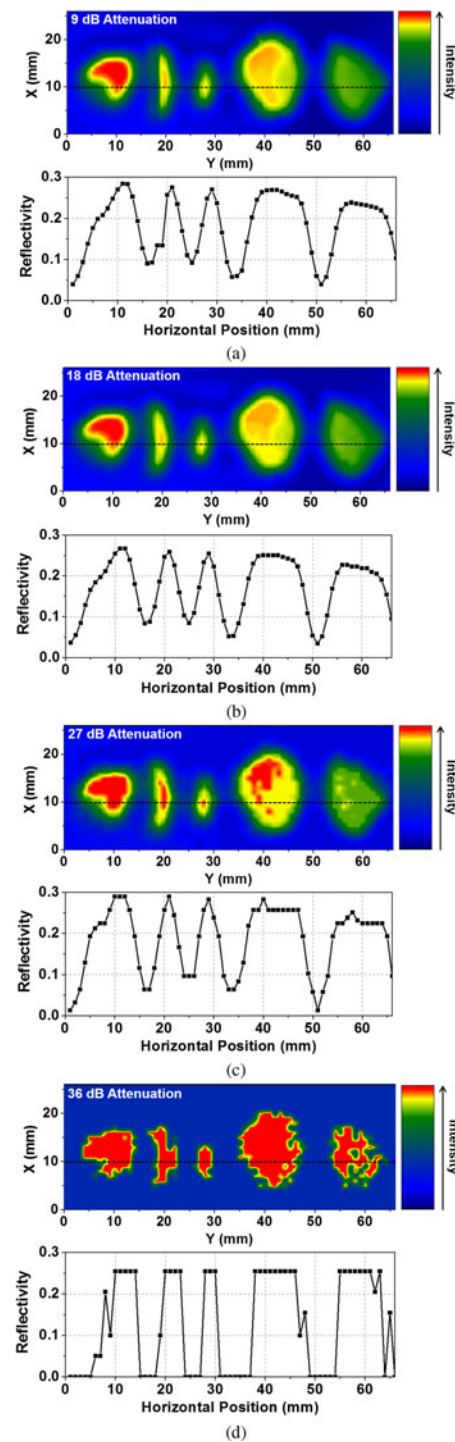 9 dB Attenuation
20
10
0
X (mm)
0 10 20 30 40 50 60
Y (mm)
Intensity
0.3
0.2
0.1
0.0
Reflectivity
0 10 20 30 40 50 60
Horizontal Position (mm)
(a)
18 dB Attenuation
20
10
0
X (mm)
0 10 20 30 40 50 60
Y (mm)
Intensity
0.3
0.2
0.1
0.0
Reflectivity
0 10 20 30 40 50 60
Horizontal Position (mm)
(b)
27 dB Attenuation
20
10
0
X (mm)
0 10 20 30 40 50 60
Y (mm)
Intensity
0.3
0.2
0.1
0.0
Reflectivity
0 10 20 30 40 50 60
Horizontal Position (mm)
(c)
36 dB Attenuation
20
10
0
X (mm)
0 10 20 30 40 50 60
Y (mm)
Intensity
0.3
0.2
0.1
0.0
Reflectivity
0 10 20 30 40 50 60
Horizontal Position (mm)
(d)